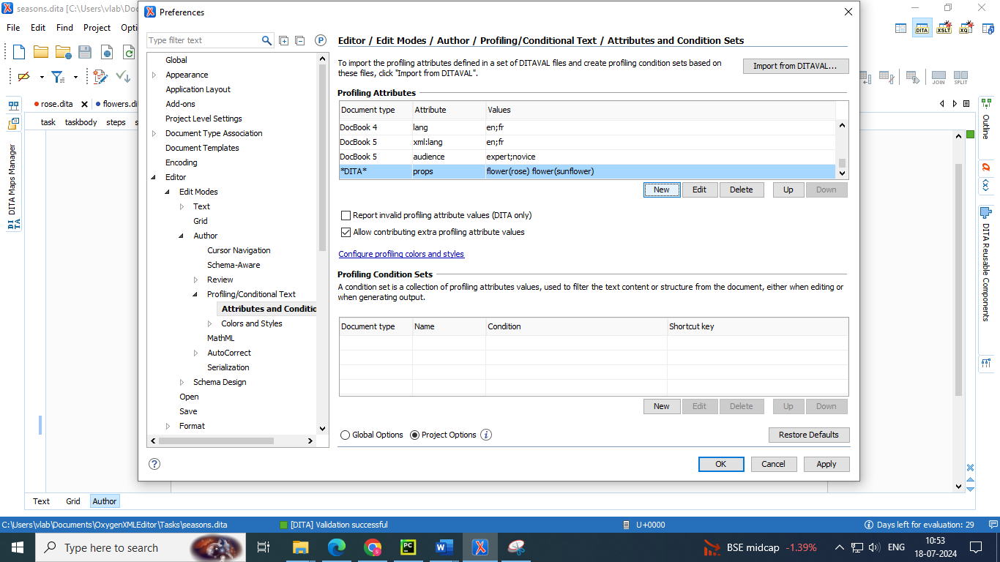 seasons.dita [C:\Users\vlab\Doc
Preferences
File Edit Find Project Opti
DITA XSLT XQ
Type filter text
P
Editor / Edit Modes / Author / Profiling/Conditional Text / Attributes and Condition Sets
To import the profiling attributes defined in a set of DITAVAL files and create profiling condition sets based on
these files, click "Import from DITAVAL".
Import from DITAVAL...
Global
Appearance
Application Layout
Add-ons
Project Level Settings
Document Type Association
Document Templates
Encoding
Editor
Edit Modes
Text
Grid
Author
Cursor Navigation
Schema-Aware
Review
Profiling/Conditional Text
Attributes and Conditio
Colors and Styles
MathML
AutoCorrect
Serialization
Schema Design
Open
Save
Format
Profiling Attributes
Document type Attribute Values
DocBook 4 lang en;fr
DocBook 5 xml:lang en;fr
DocBook 5 audience expert;novice
*DITA* props flower(rose) flower(sunflower)
New Edit Delete Up Down
Report invalid profiling attribute values (DITA only)
Allow contributing extra profiling attribute values
Configure profiling colors and styles
Profiling Condition Sets
A condition set is a collection of profiling attributes values, used to filter the text content or structure from the document, either when editing or
when generating output.
Document type Name Condition Shortcut key
New Edit Delete Up Down
Global Options Project Options i
Restore Defaults
?
OK Cancel Apply
JOIN SPLIT
rose.dita flowers.di
task taskbody steps s
DITA Maps Manager
DITA
Outline
DITA Reusable Components
Text Grid Author
C:\Users\vlab\Documents\OxygenXMLEditor\Tasks\seasons.dita [DITA] Validation successful U+0000 Days left for evaluation: 29
Type here to search
PC
W
BSE midcap -1.39%
ENG
10:53
18-07-2024